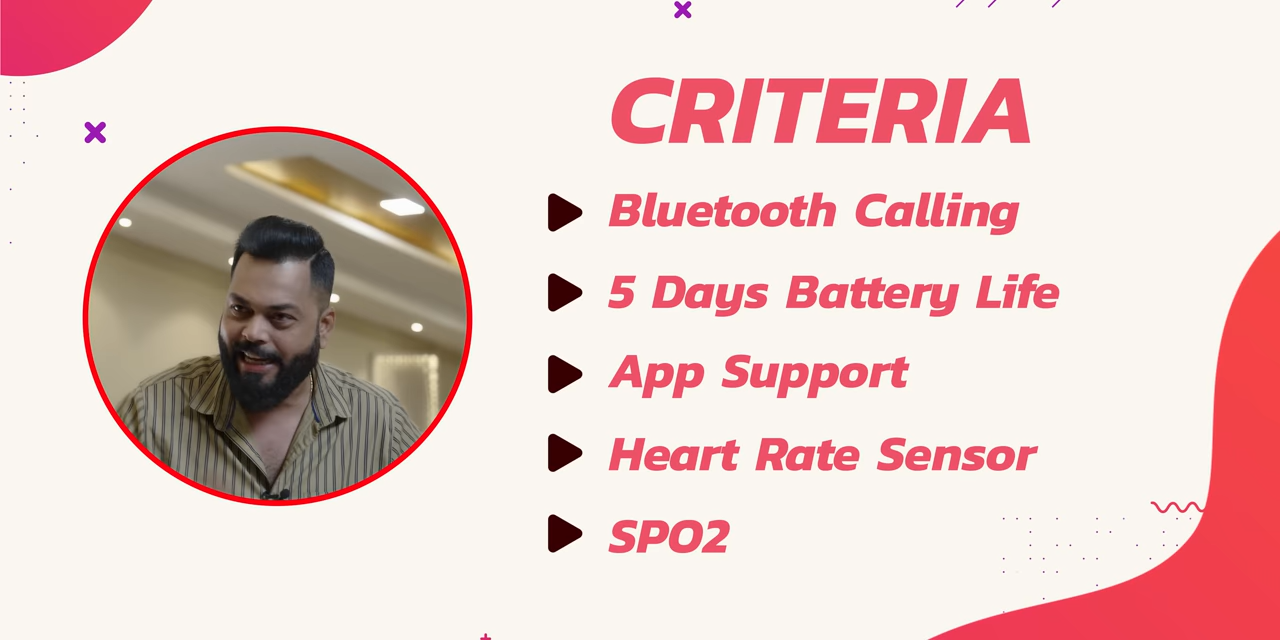 CRITERIA
Bluetooth Calling
5 Days Battery Life
App Support
Heart Rate Sensor
SPO2